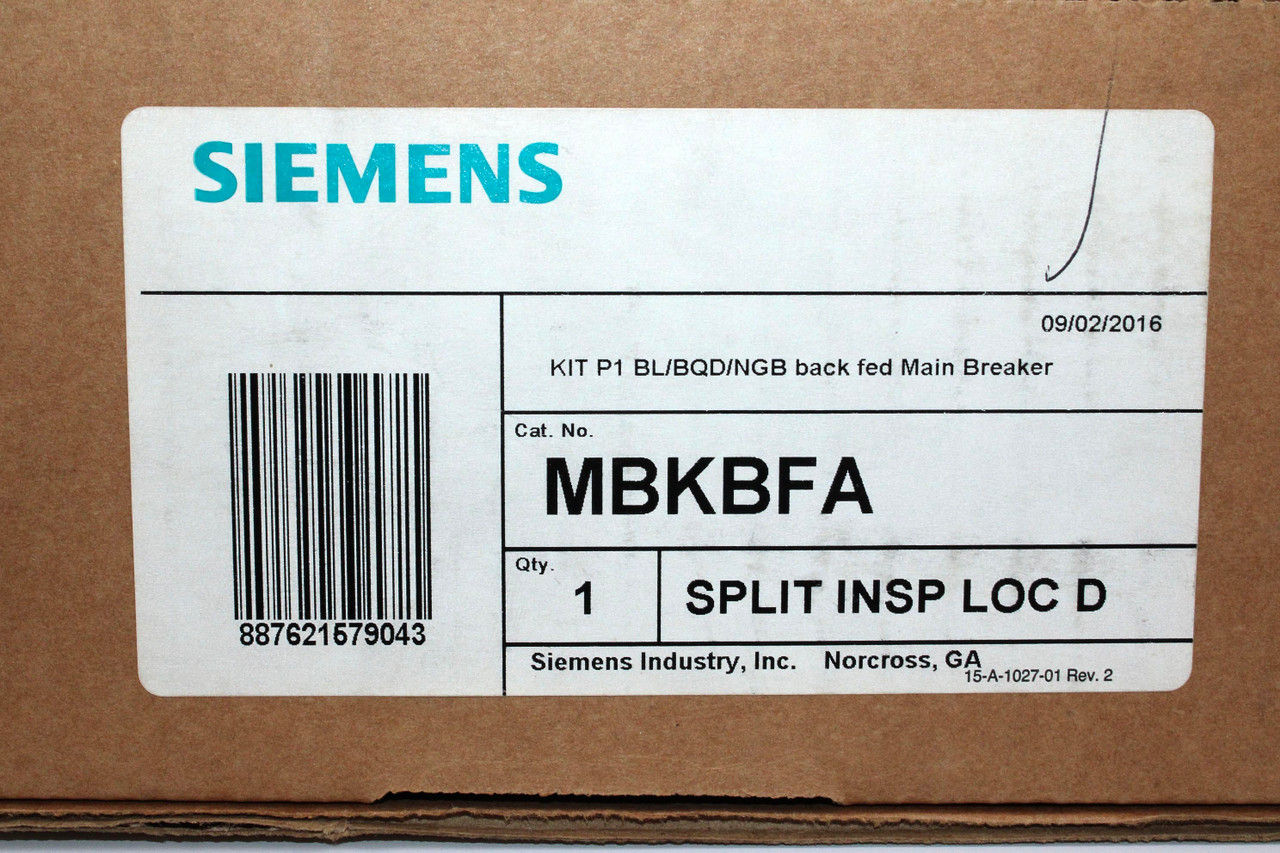 SIEMENS
09/02/2016
KIT P1 BL/BQD/NGB back fed Main Breaker
Cat. No.
MBKBFA
Qty.
1
SPLIT INSP LOC D
887621579043
Siemens Industry, Inc. Norcross, GA
15-A-1027-01 Rev. 2